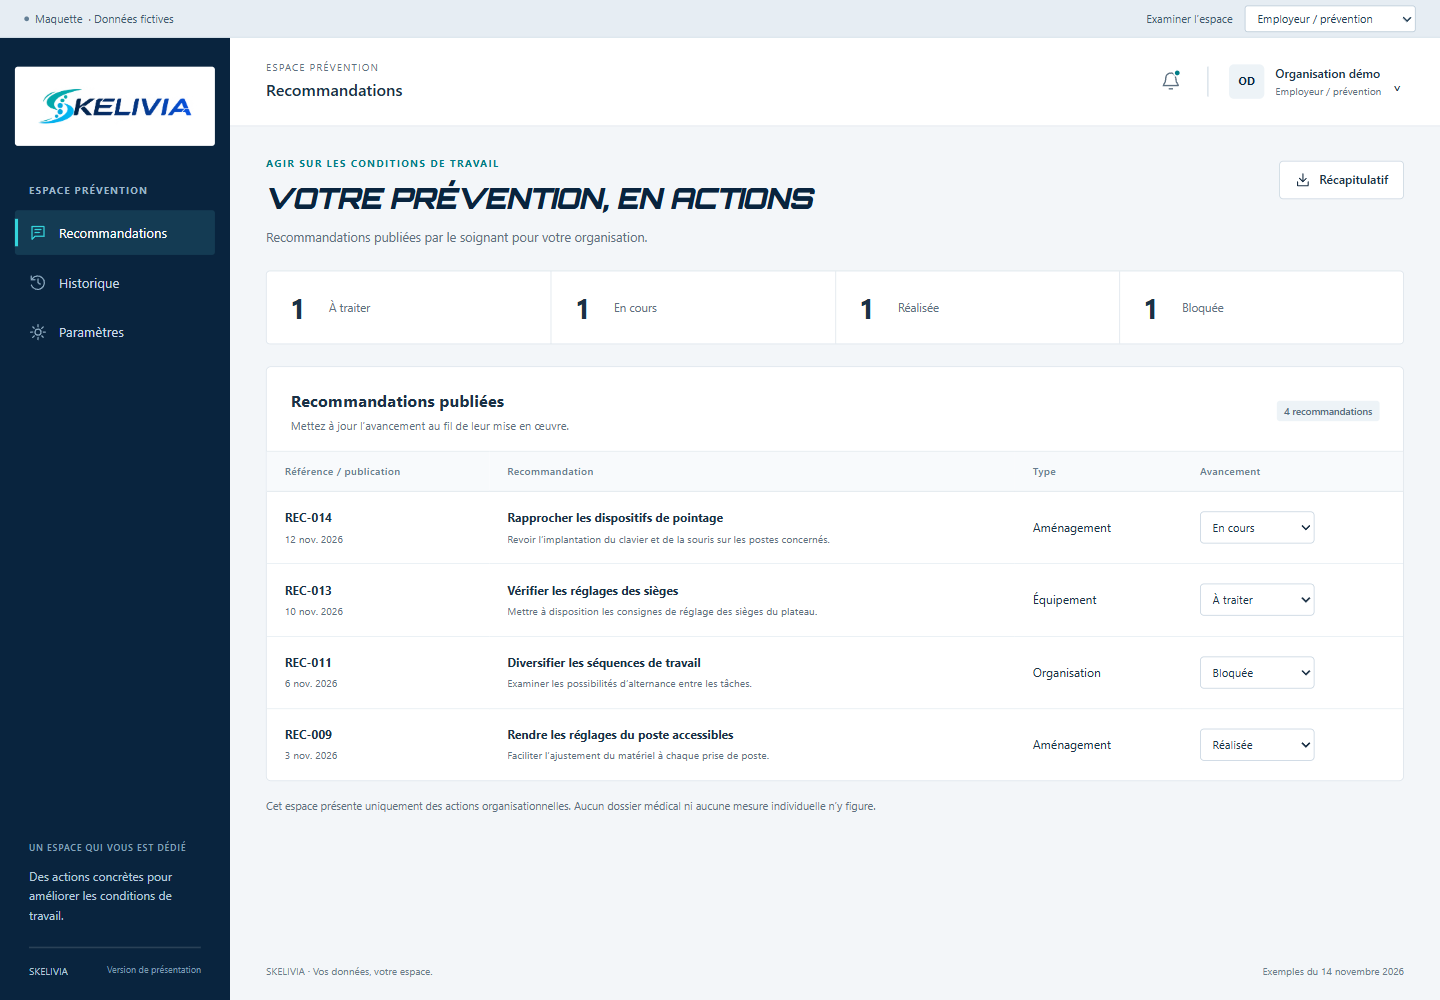 Maquette · Données fictives
Examiner l'espace
Employeur / prévention
SKELIVIA
ESPACE PRÉVENTION
Recommandations
Historique
Paramètres
UN ESPACE QUI VOUS EST DÉDIÉ
Des actions concrètes pour
améliorer les conditions de
travail.
SKELIVIA
Version de présentation
ESPACE PRÉVENTION
Recommandations
OD
Organisation démo
Employeur / prévention
AGIR SUR LES CONDITIONS DE TRAVAIL
VOTRE PRÉVENTION, EN ACTIONS
Recommandations publiées par le soignant pour votre organisation.
Récapitulatif
1 À traiter
1 En cours
1 Réalisée
1 Bloquée
Recommandations publiées
Mettez à jour l'avancement au fil de leur mise en œuvre.
4 recommandations
Référence / publication Recommandation Type Avancement
REC-014 Rapprocher les dispositifs de pointage
12 nov. 2026 Revoir l'implantation du clavier et de la souris sur les postes concernés.
Aménagement En cours
REC-013 Vérifier les réglages des sièges
10 nov. 2026 Mettre à disposition les consignes de réglage des sièges du plateau.
Équipement À traiter
REC-011 Diversifier les séquences de travail
6 nov. 2026 Examiner les possibilités d'alternance entre les tâches.
Organisation Bloquée
REC-009 Rendre les réglages du poste accessibles
3 nov. 2026 Faciliter l'ajustement du matériel à chaque prise de poste.
Aménagement Réalisée
Cet espace présente uniquement des actions organisationnelles. Aucun dossier médical ni aucune mesure individuelle n'y figure.
SKELIVIA · Vos données, votre espace.
Exemples du 14 novembre 2026